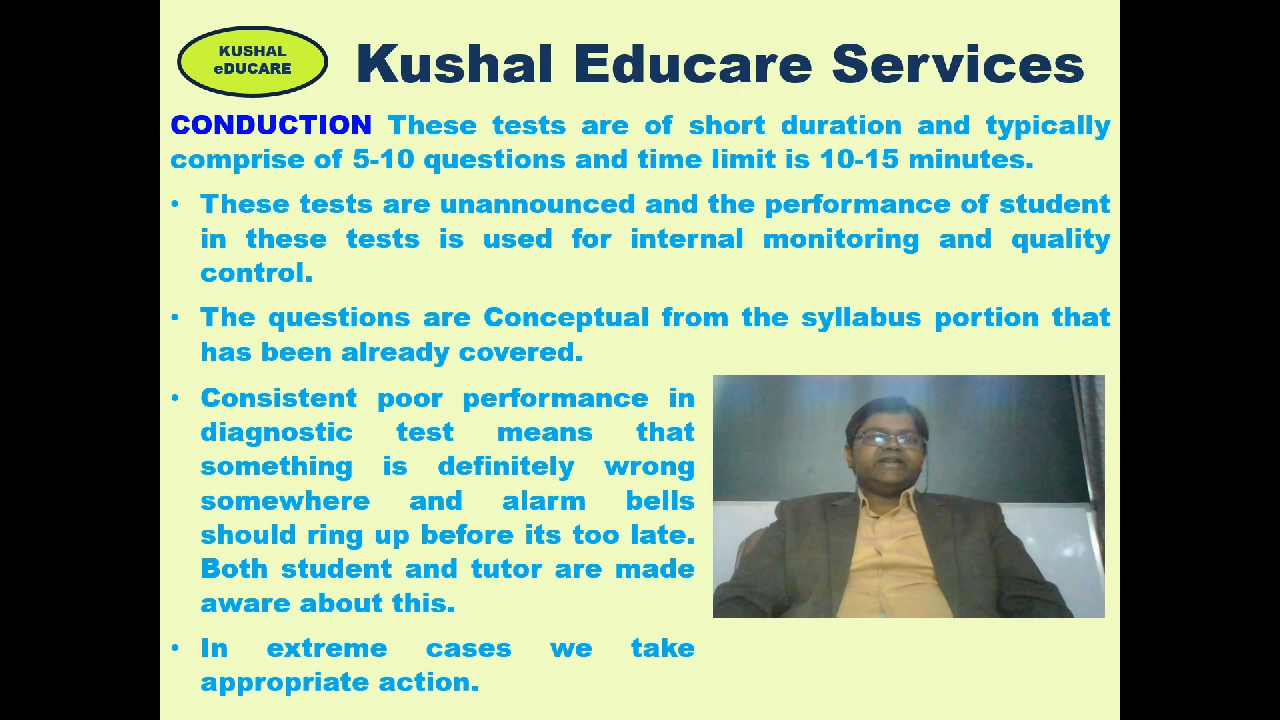 KUSHAL
eDUCARE
Kushal Educare Services
CONDUCTION These tests are of short duration and typically
comprise of 5-10 questions and time limit is 10-15 minutes.
• These tests are unannounced and the performance of student
in these tests is used for internal monitoring and quality
control.
• The questions are Conceptual from the syllabus portion that
has been already covered.
• Consistent poor performance in
diagnostic test means that
something is definitely wrong
somewhere and alarm bells
should ring up before its too late.
Both student and tutor are made
aware about this.
• In extreme cases we take
appropriate action.